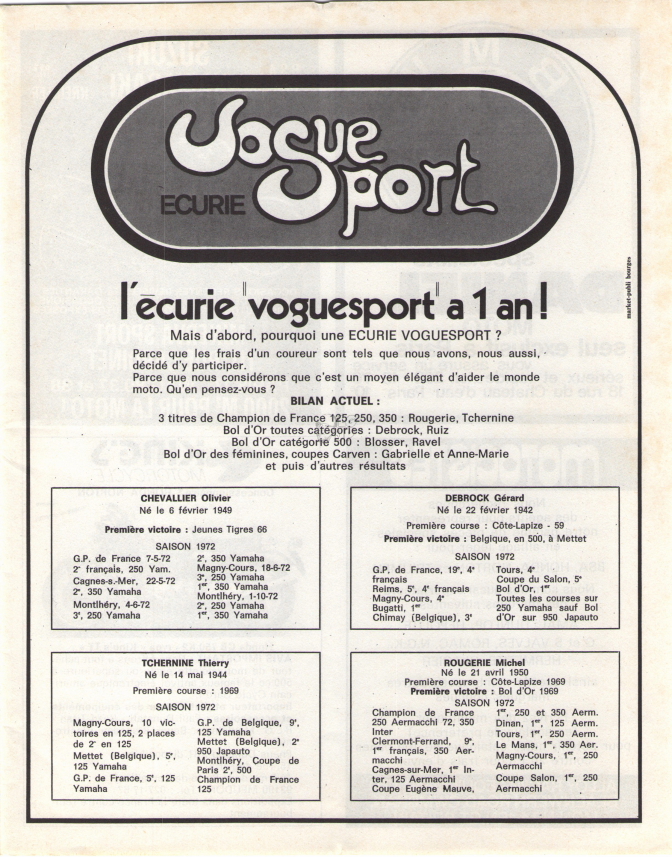 Vogue
Sport
ECURIE
market-publi bourges
l'écurie "voguesport" a 1 an!
Mais d'abord, pourquoi une ECURIE VOGUESPORT ?
Parce que les frais d'un coureur sont tels que nous avons, nous aussi,
décidé d'y participer.
Parce que nous considérons que c'est un moyen élégant d'aider le monde
moto. Qu'en pensez-vous ?
BILAN ACTUEL :
3 titres de Champion de France 125, 250, 350 : Rougerie, Tchernine
Bol d'Or toutes catégories : Debrock, Ruiz
Bol d'Or catégorie 500 : Blosser, Ravel
Bol d'Or des féminines, coupes Carven : Gabrielle et Anne-Marie
et puis d'autres résultats
CHEVALLIER Olivier
Né le 6 février 1949
Première victoire : Jeunes Tigres 66
SAISON 1972
G.P. de France 7-5-72
2e français, 250 Yam.
Cagnes-s.-Mer, 22-5-72
2e, 350 Yamaha
Montlhéry, 4-6-72
3e, 250 Yamaha
2e, 350 Yamaha
Magny-Cours, 18-6-72
3e, 250 Yamaha
1er, 350 Yamaha
Montlhéry, 1-10-72
2e, 250 Yamaha
1er, 350 Yamaha
DEBROCK Gérard
Né le 22 février 1942
Première course : Côte-Lapize - 59
Première victoire : Belgique, en 500, à Mettet
SAISON 1972
G.P. de France, 19e, 4e
français
Reims, 5e, 4e français
Magny-Cours, 4e
Bugatti, 1er
Chimay (Belgique), 3e
Tours, 4e
Coupe du Salon, 5e
Bol d'Or, 1er
Toutes les courses sur
250 Yamaha sauf Bol
d'Or sur 950 Japauto
TCHERNINE Thierry
Né le 14 mai 1944
Première course : 1969
SAISON 1972
Magny-Cours, 10 vic-
toires en 125, 2 places
de 2e en 125
Mettet (Belgique), 5e,
125 Yamaha
G.P. de France, 5e, 125
Yamaha
G.P. de Belgique, 9e,
125 Yamaha
Mettet (Belgique), 2e
950 Japauto
Montlhéry, Coupe de
Paris 2e, 500
Champion de France
125
ROUGERIE Michel
Né le 21 avril 1950
Première course : Côte-Lapize 1969
Première victoire : Bol d'Or 1969
SAISON 1972
Champion de France
250 Aermacchi 72, 350
Inter
Clermont-Ferrand, 9e,
1er français, 350 Aer-
macchi
Cagnes-sur-Mer, 1er In-
ter, 125 Aermacchi
Coupe Eugène Mauve,
1er, 250 et 350 Aerm.
Dinan, 1er, 125 Aerm.
Tours, 1er, 250 Aerm.
Le Mans, 1er, 350 Aer.
Magny-Cours, 1er, 250
Aermacchi
Coupe Salon, 1er, 250
Aermacchi